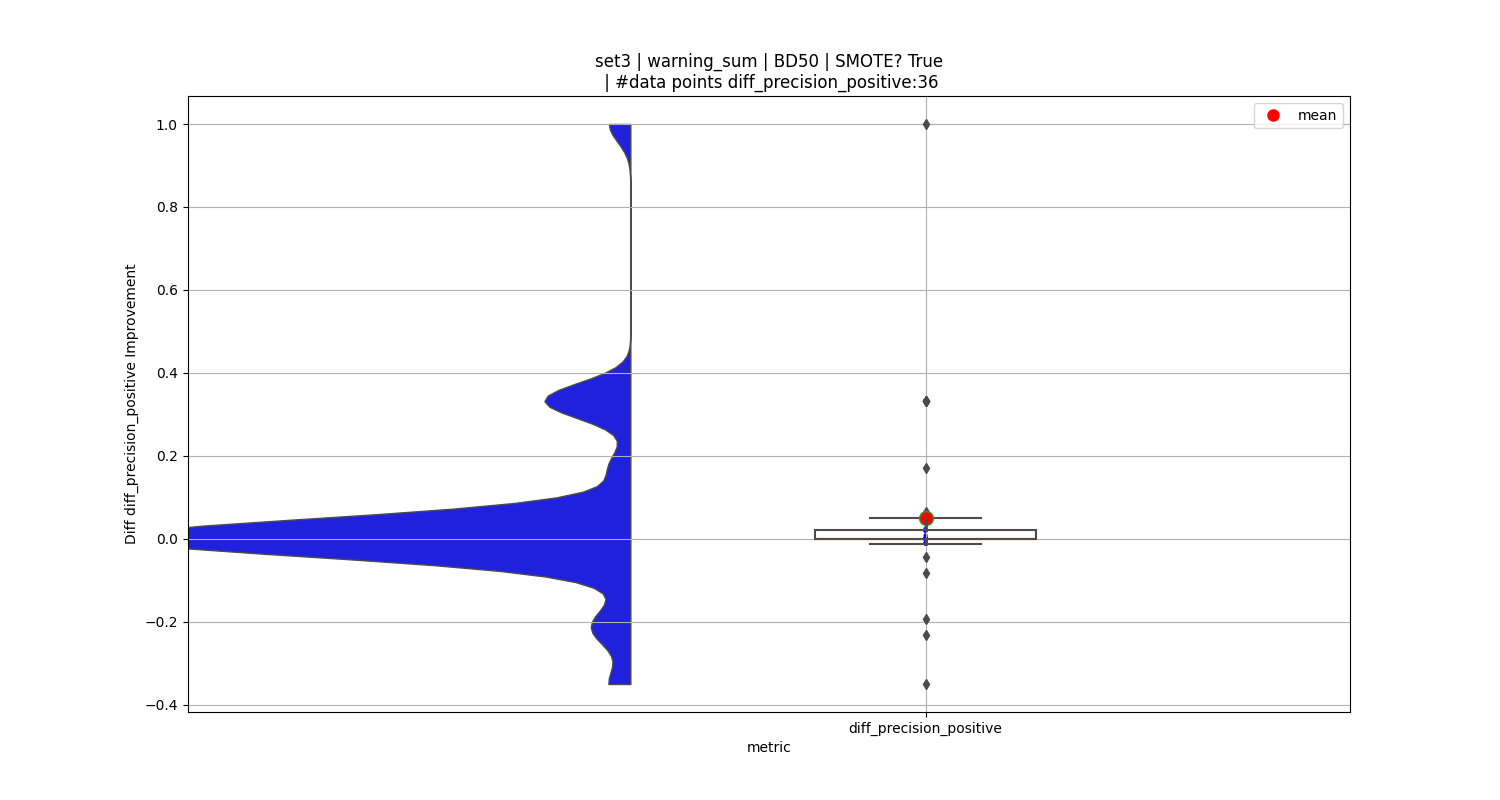 set3 | warning_sum | BD50 | SMOTE? True
| #data points diff_precision_positive:36
mean
1.0
0.8
0.6
0.4
0.2
0.0
−0.2
−0.4
Diff diff_precision_positive Improvement
diff_precision_positive
metric